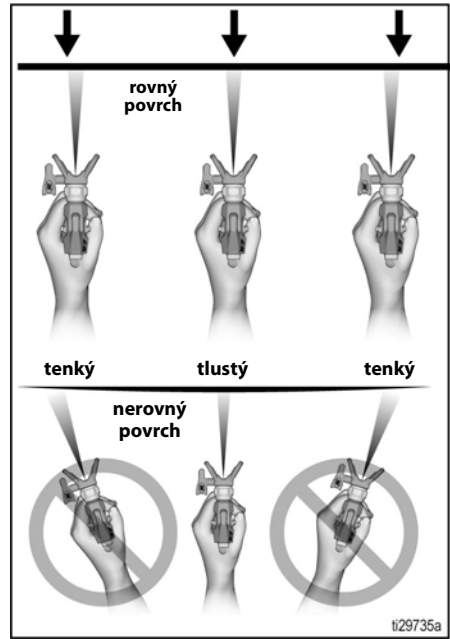 rovný
povrch
tenký
tlustý
tenký
nerovný
povrch
ti29735a